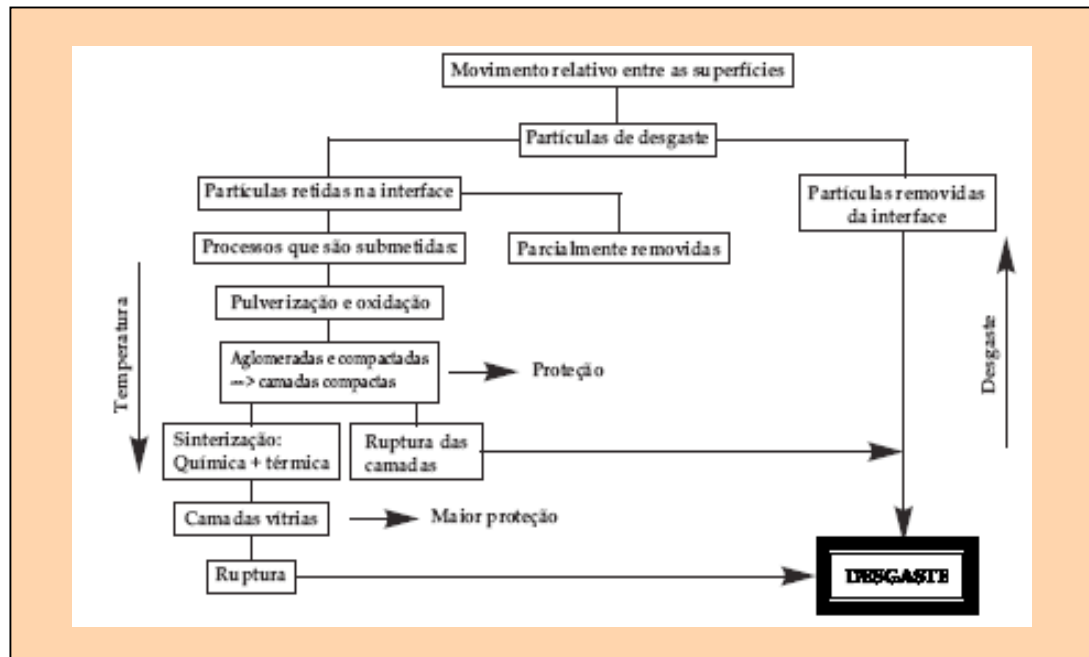 Movimento relativo entre as superfícies
Partículas de desgaste
Partículas retidas na interface
Partículas removidas
da interface
Processos que são submetidas:
Parcialmente removidas
Pulverização e oxidação
Temperatura
Desgaste
Aglomeradas e compactadas
---> camadas compactas
Proteção
Sinterização:
Química + térmica
Ruptura das
camadas
Camadas vítrias
Maior proteção
Ruptura
DESGASTE